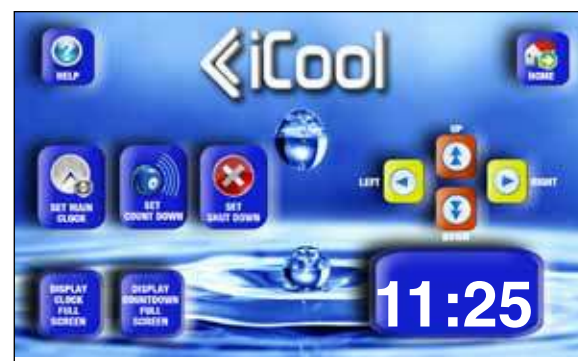 iCool
HELP
HOME
UP
LEFT
RIGHT
DOWN
SET MAIN
CLOCK
SET
COUNT DOWN
SET
SHUT DOWN
DISPLAY
CLOCK
FULL
SCREEN
DISPLAY
COUNTDOWN
FULL
SCREEN
11:25